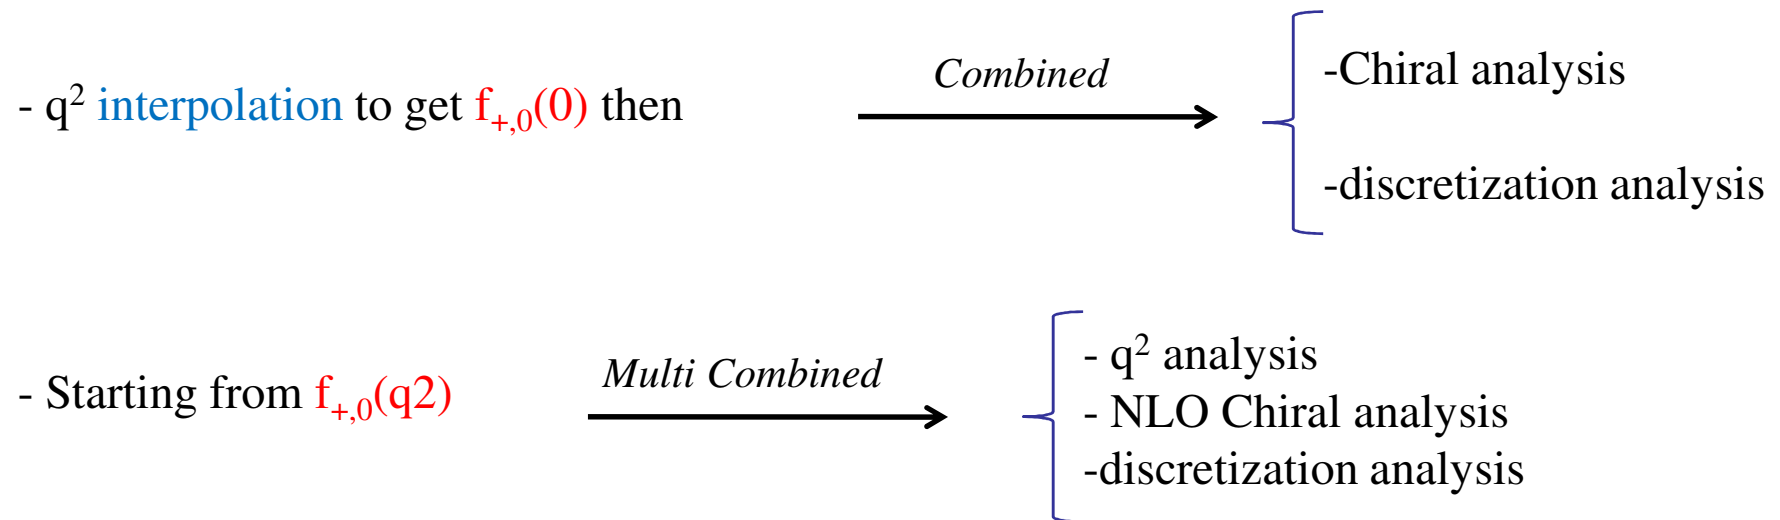 Combined
- q² interpolation to get f₊,₀(0) then
-Chiral analysis
-discretization analysis
Multi Combined
- Starting from f₊,₀(q2)
- q² analysis
- NLO Chiral analysis
-discretization analysis